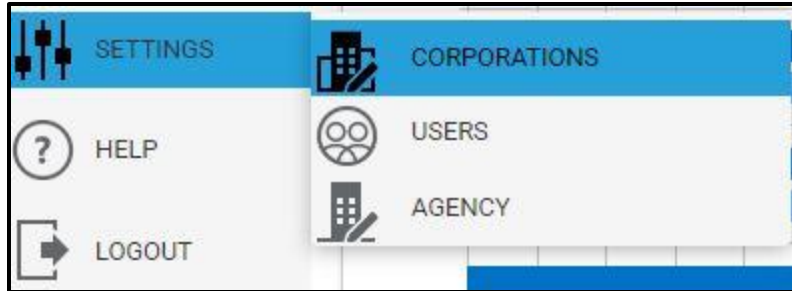 SETTINGS
HELP
LOGOUT
CORPORATIONS
USERS
AGENCY